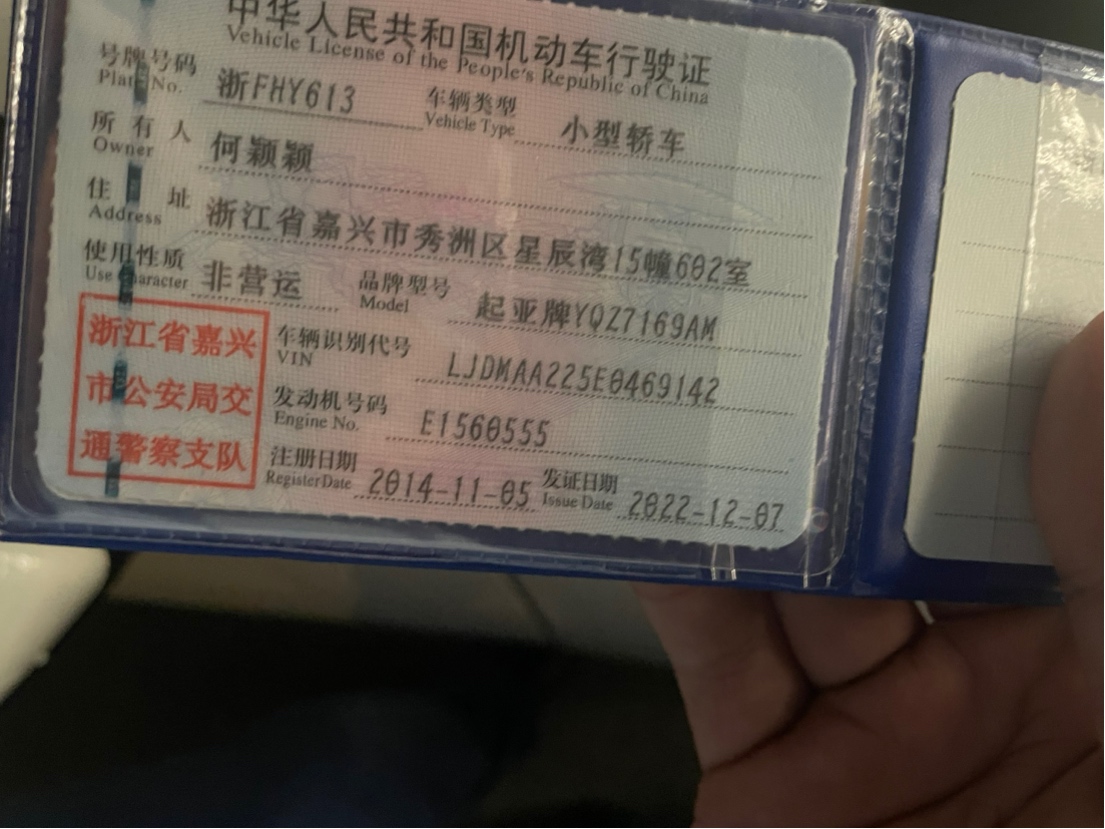 中华人民共和国机动车行驶证
Vehicle License of the People's Republic of China
号牌号码 浙FHY613 车辆类型 小型轿车
Plate No. Vehicle Type
所有人 何颖颖
Owner
住址 浙江省嘉兴市秀洲区星辰湾15幢602室
Address
使用性质 非营运 品牌型号 起亚牌YQZ7169AM
Use Character Model
浙江省嘉兴
市公安局交
通警察支队
车辆识别代号 LJDMAA225E0469142
VIN
发动机号码 E1560555
Engine No.
注册日期 2014-11-05 发证日期 2022-12-07
Register Date Issue Date